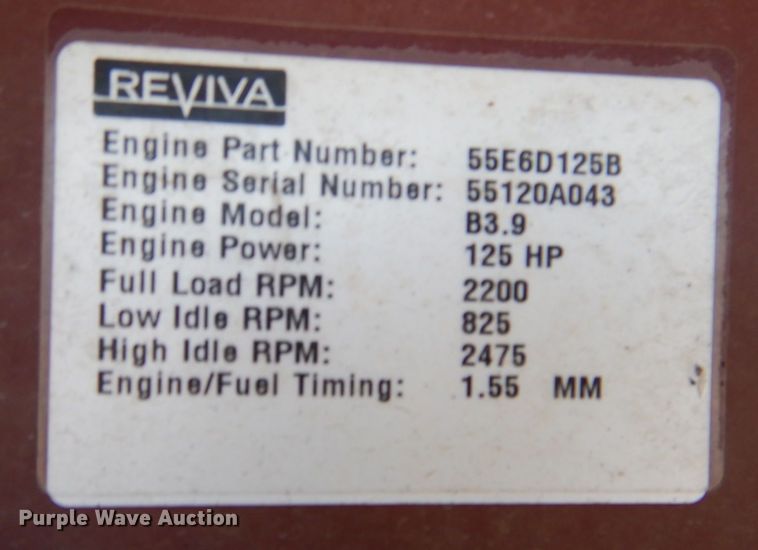 REVIVA
Engine Part Number: 55E6D125B
Engine Serial Number: 55120A043
Engine Model: B3.9
Engine Power: 125 HP
Full Load RPM: 2200
Low Idle RPM: 825
High Idle RPM: 2475
Engine/Fuel Timing: 1.55 MM
Purple Wave Auction